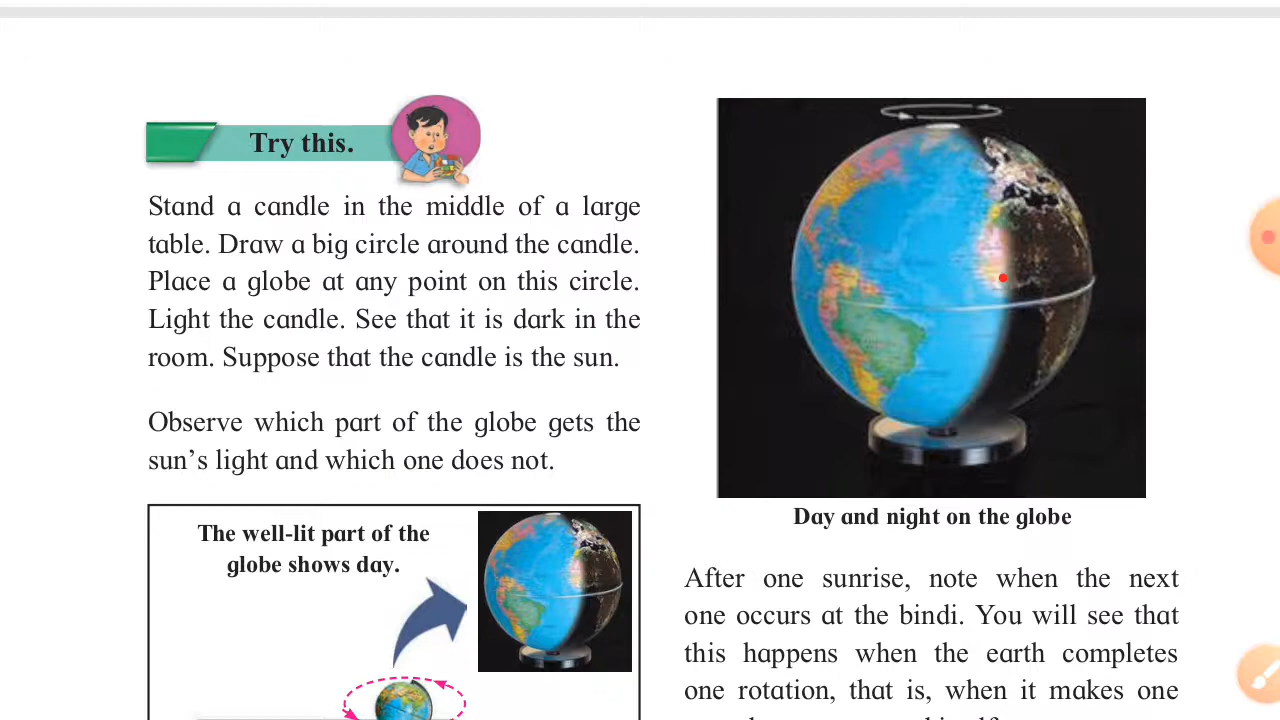 Try this.
Stand a candle in the middle of a large
table. Draw a big circle around the candle.
Place a globe at any point on this circle.
Light the candle. See that it is dark in the
room. Suppose that the candle is the sun.
Observe which part of the globe gets the
sun's light and which one does not.
The well-lit part of the
globe shows day.
Day and night on the globe
After one sunrise, note when the next
one occurs at the bindi. You will see that
this happens when the earth completes
one rotation, that is, when it makes one